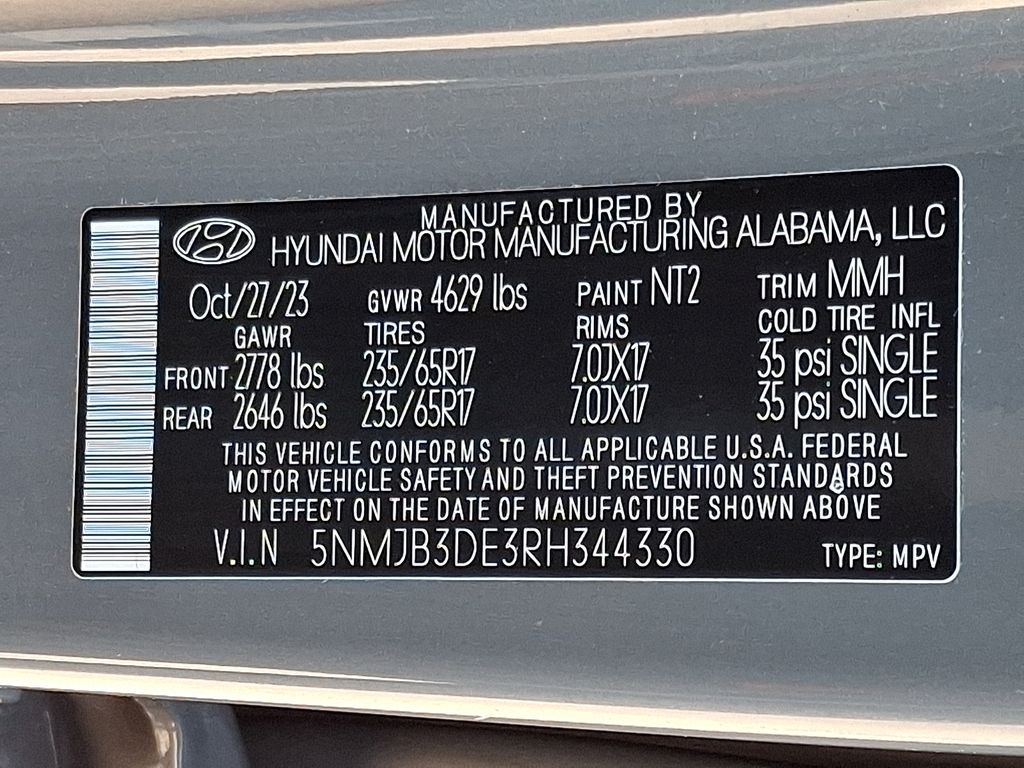 MANUFACTURED BY
HYUNDAI MOTOR MANUFACTURING ALABAMA, LLC
Oct/27/23 GVWR 4629 lbs PAINT NT2 TRIM MMH
GAWR TIRES RIMS COLD TIRE INFL
FRONT 2778 lbs 235/65R17 7.0JX17 35 psi SINGLE
REAR 2646 lbs 235/65R17 7.0JX17 35 psi SINGLE
THIS VEHICLE CONFORMS TO ALL APPLICABLE U.S.A. FEDERAL
MOTOR VEHICLE SAFETY AND THEFT PREVENTION STANDARDS
IN EFFECT ON THE DATE OF MANUFACTURE SHOWN ABOVE
V.I.N 5NMJB3DE3RH344330 TYPE: MPV